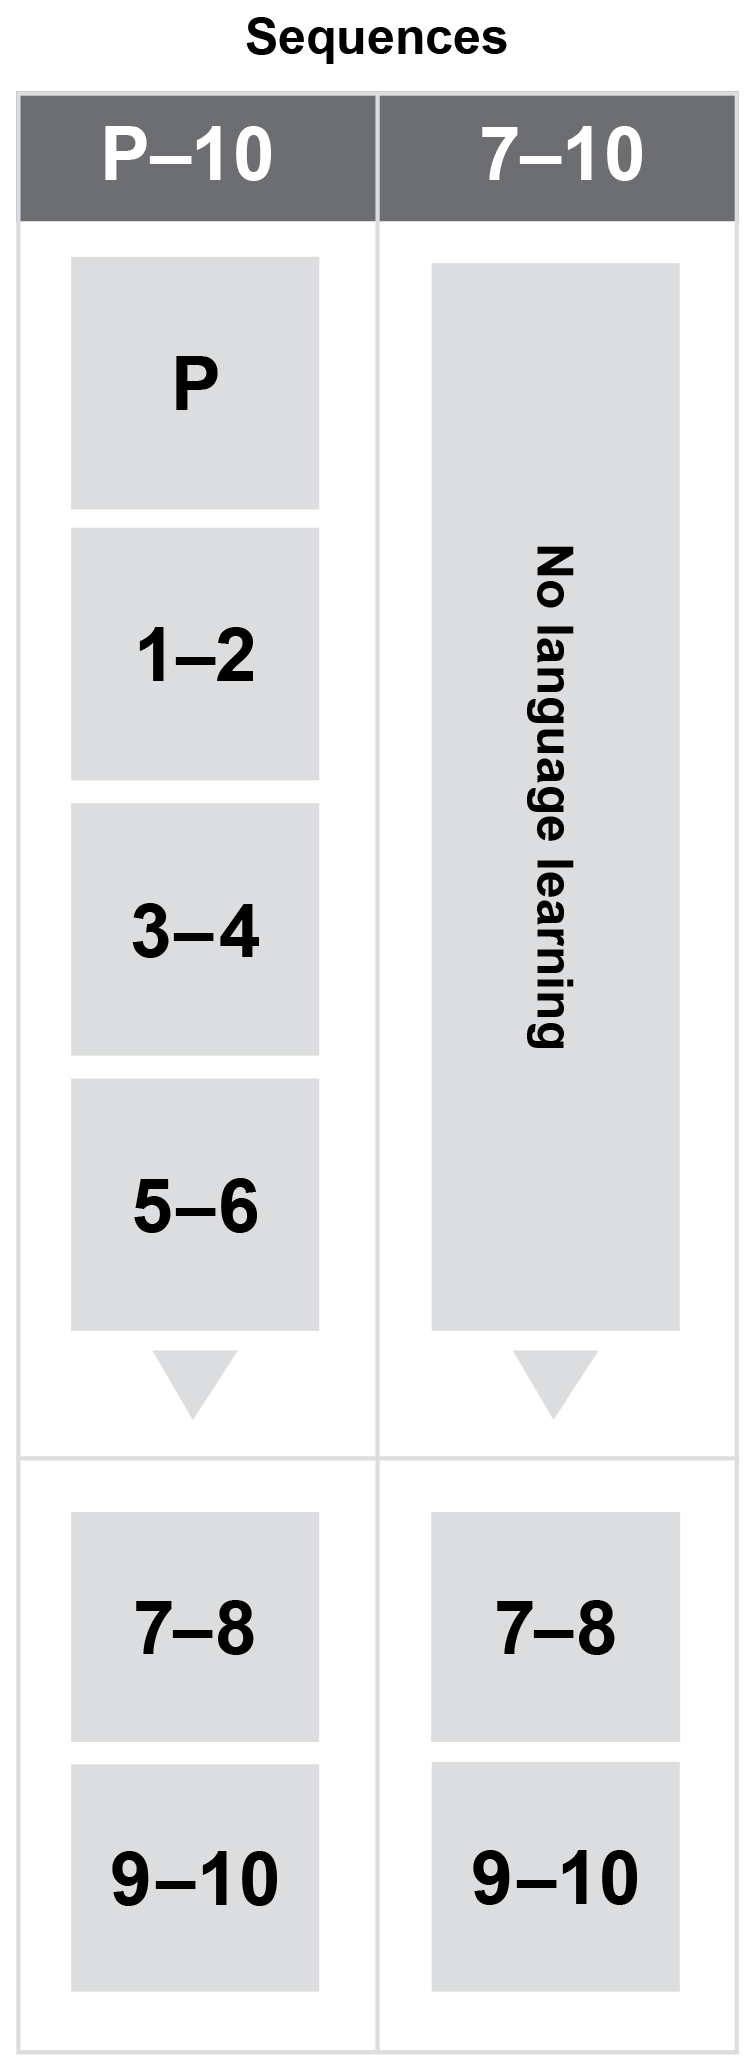 Sequences
P–10
7–10
P
1–2
3–4
5–6
No language learning
7–8
7–8
9–10
9–10